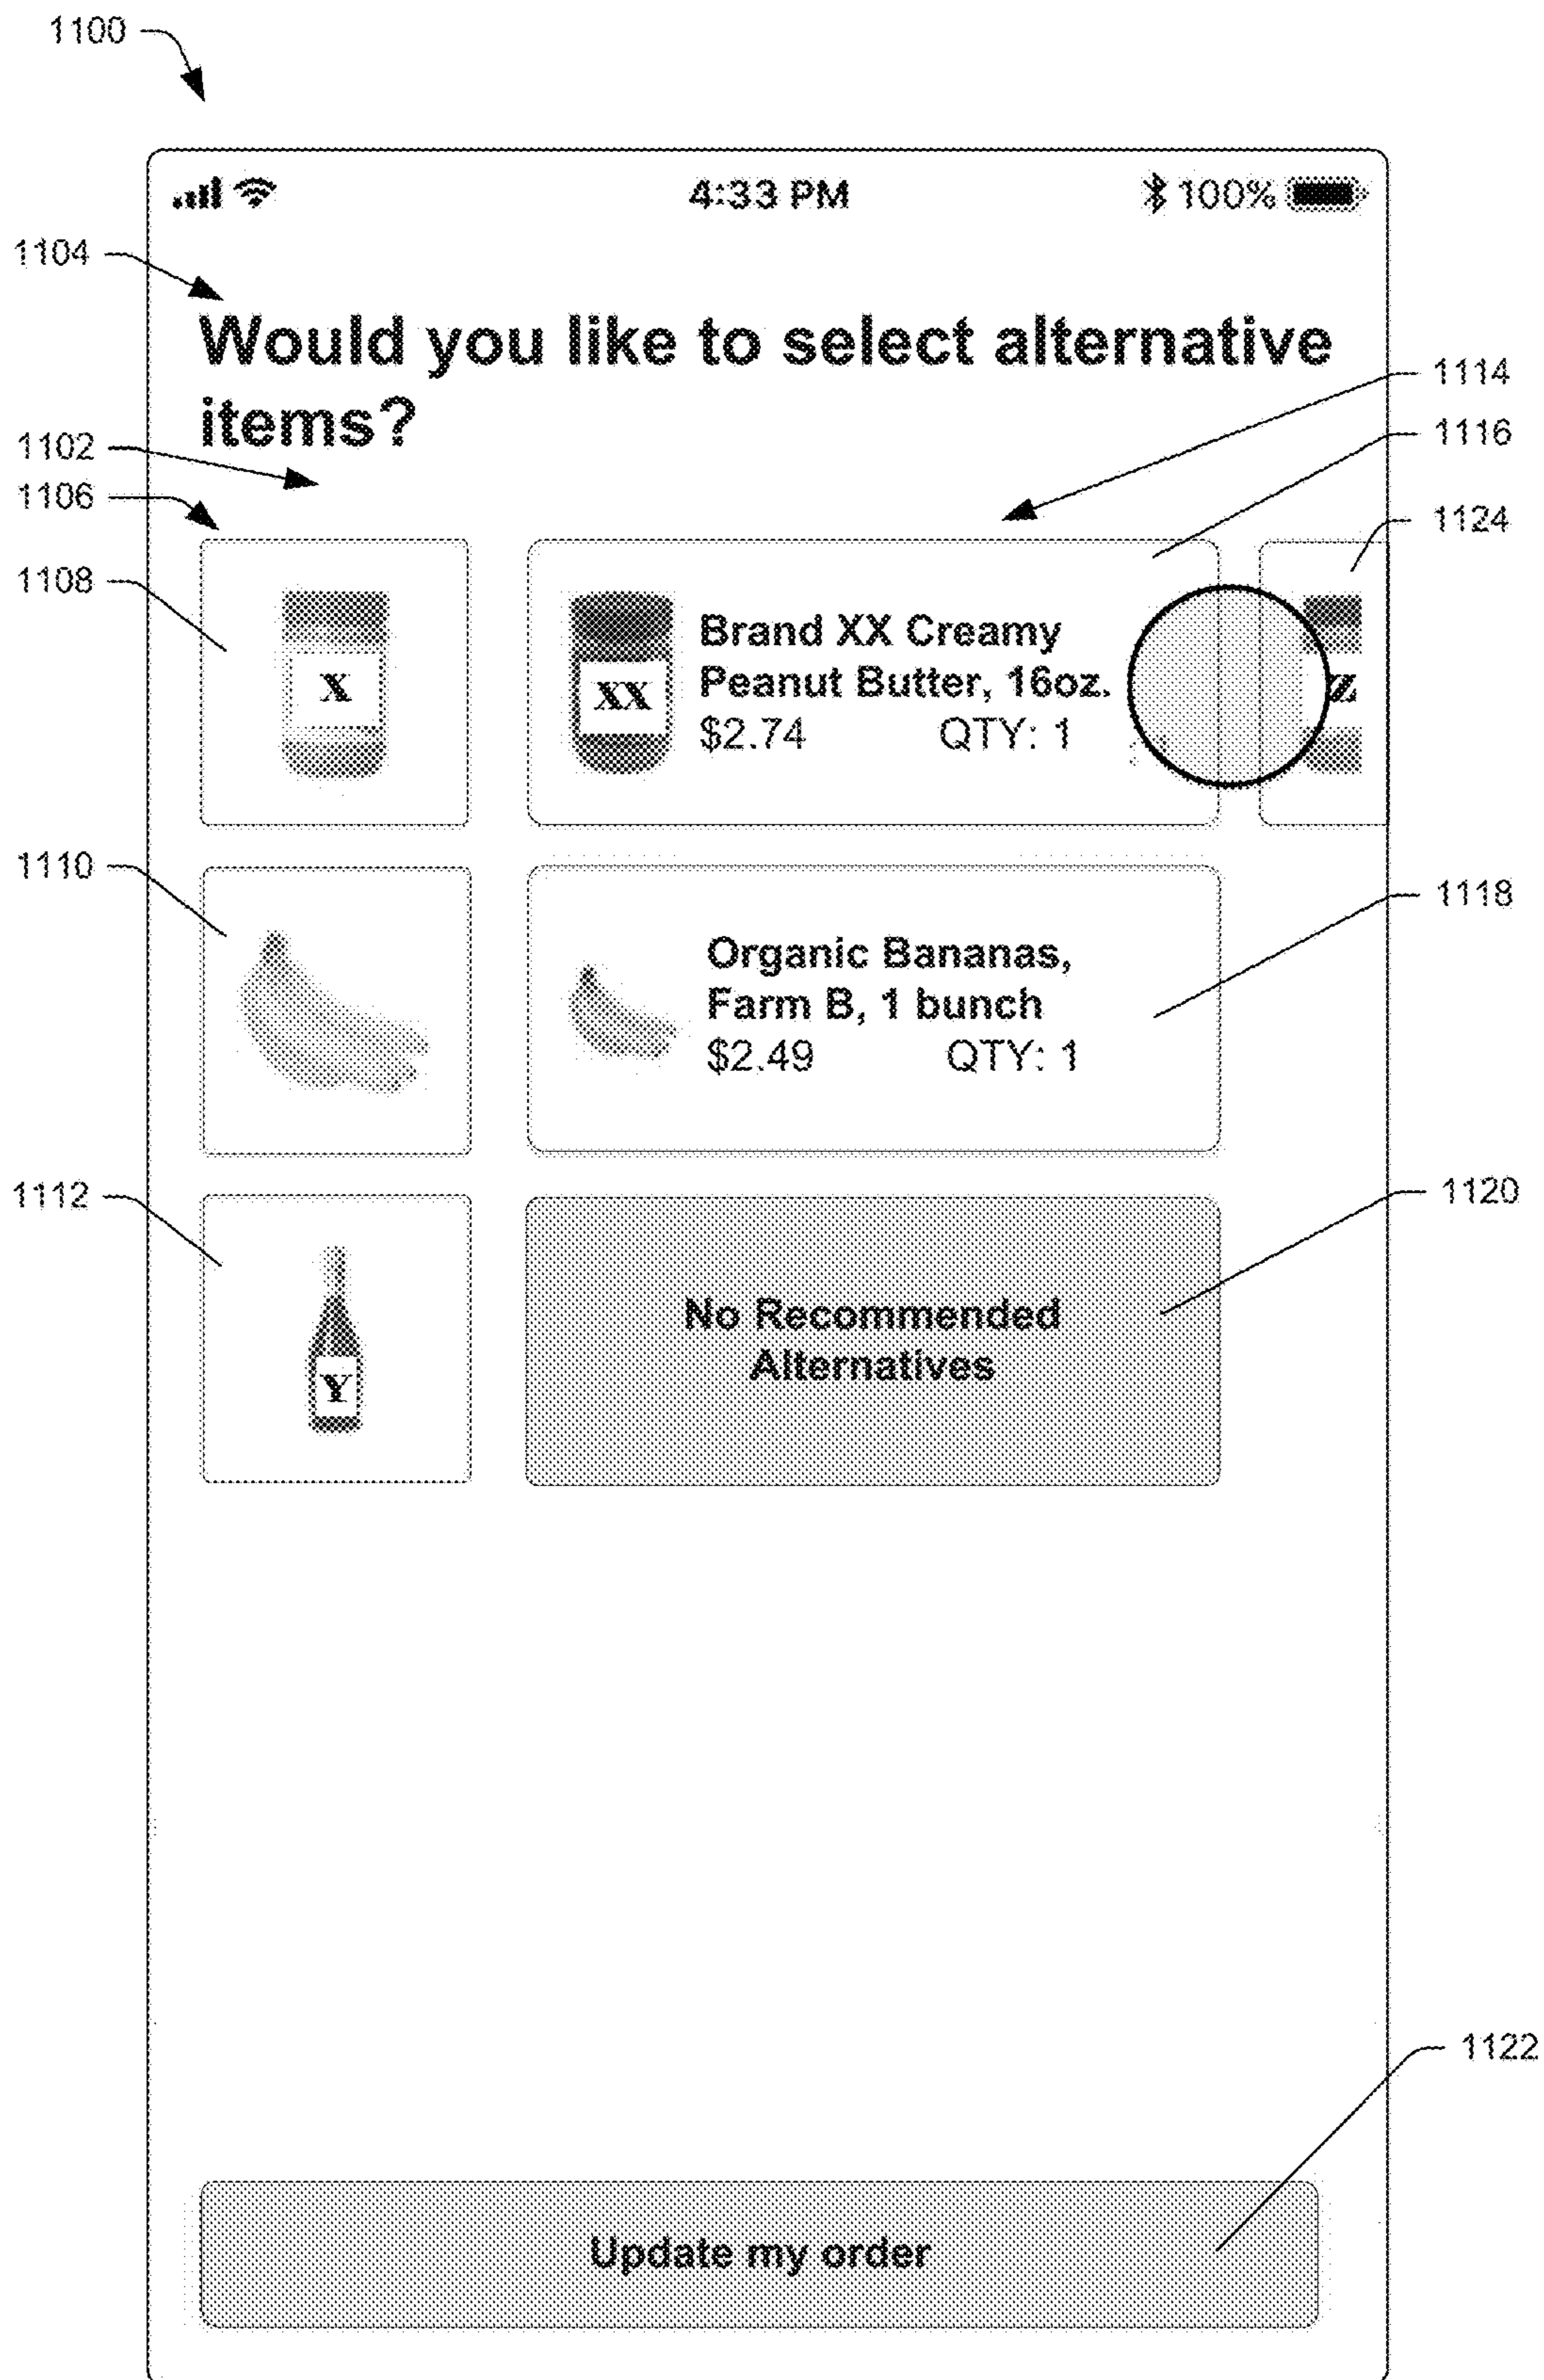 1100
4:33 PM
100%
1104
Would you like to select alternative
items?
1114
1116
1102
1106
1124
1108
X
XX
Brand XX Creamy
Peanut Butter, 16oz.
$2.74 QTY: 1
Z
1110
1118
Organic Bananas,
Farm B, 1 bunch
$2.49 QTY: 1
1112
1120
Y
No Recommended
Alternatives
1122
Update my order